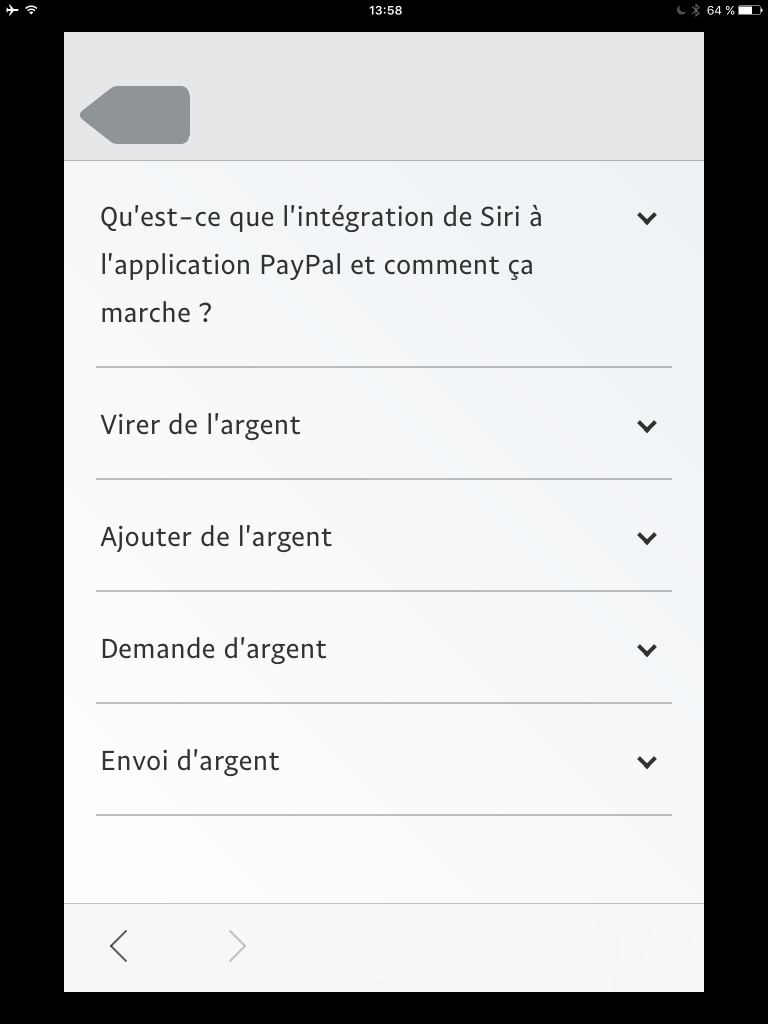 13:58
64 %
Qu'est-ce que l'intégration de Siri à
l'application PayPal et comment ça
marche ?
Virer de l'argent
Ajouter de l'argent
Demande d'argent
Envoi d'argent